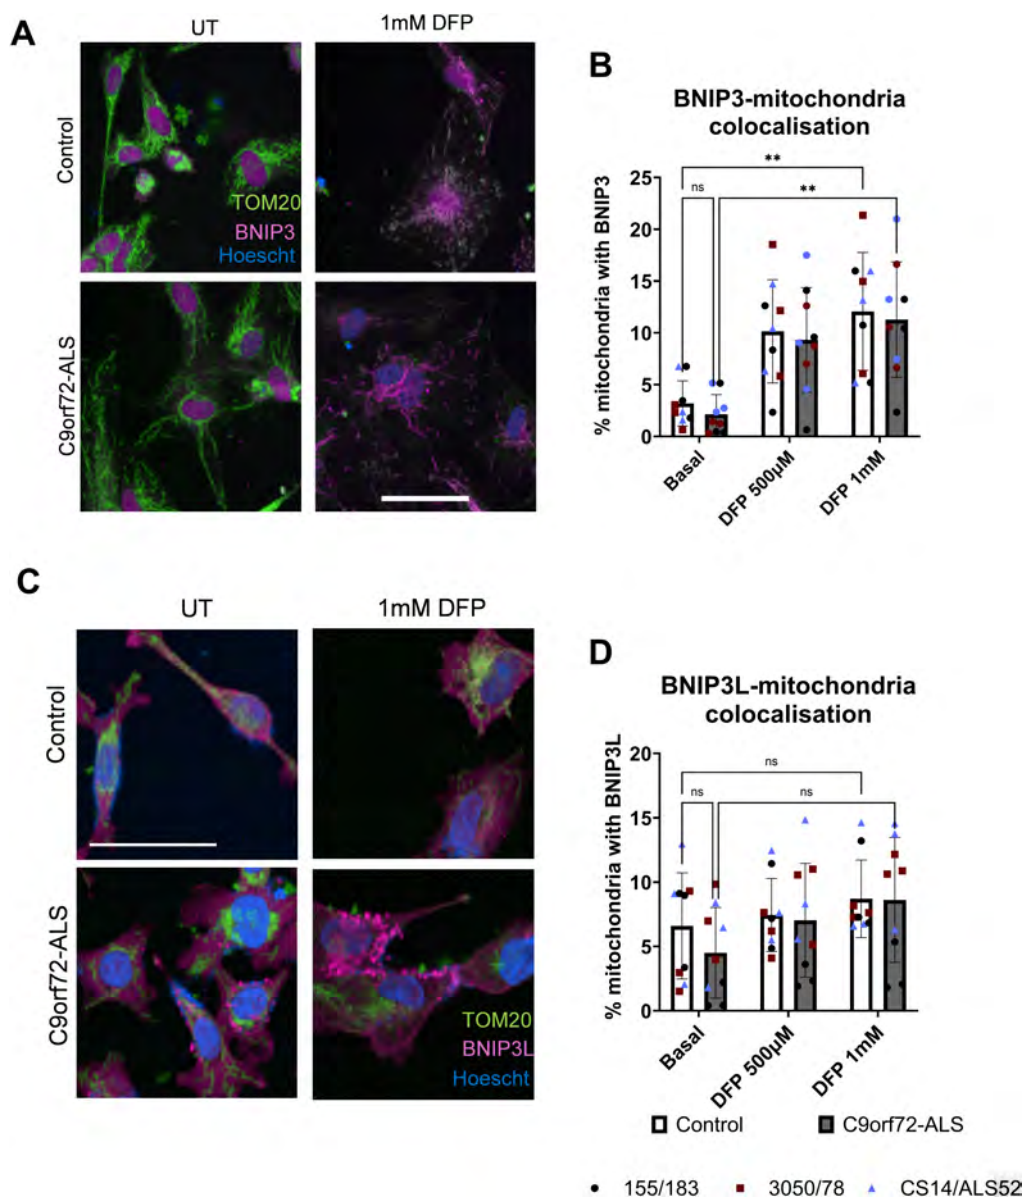 A
UT
1mM DFP
Control
TOM20
BNIP3
Hoescht
C9orf72-ALS
B
BNIP3-mitochondria
colocalisation
% mitochondria with BNIP3
**
ns
**
25
20
15
10
5
0
Basal
DFP 500µM
DFP 1mM
C
UT
1mM DFP
Control
C9orf72-ALS
TOM20
BNIP3L
Hoescht
D
BNIP3L-mitochondria
colocalisation
% mitochondria with BNIP3L
ns
ns
ns
20
15
10
5
0
Basal
DFP 500µM
DFP 1mM
Control
C9orf72-ALS
155/183
3050/78
CS14/ALS52